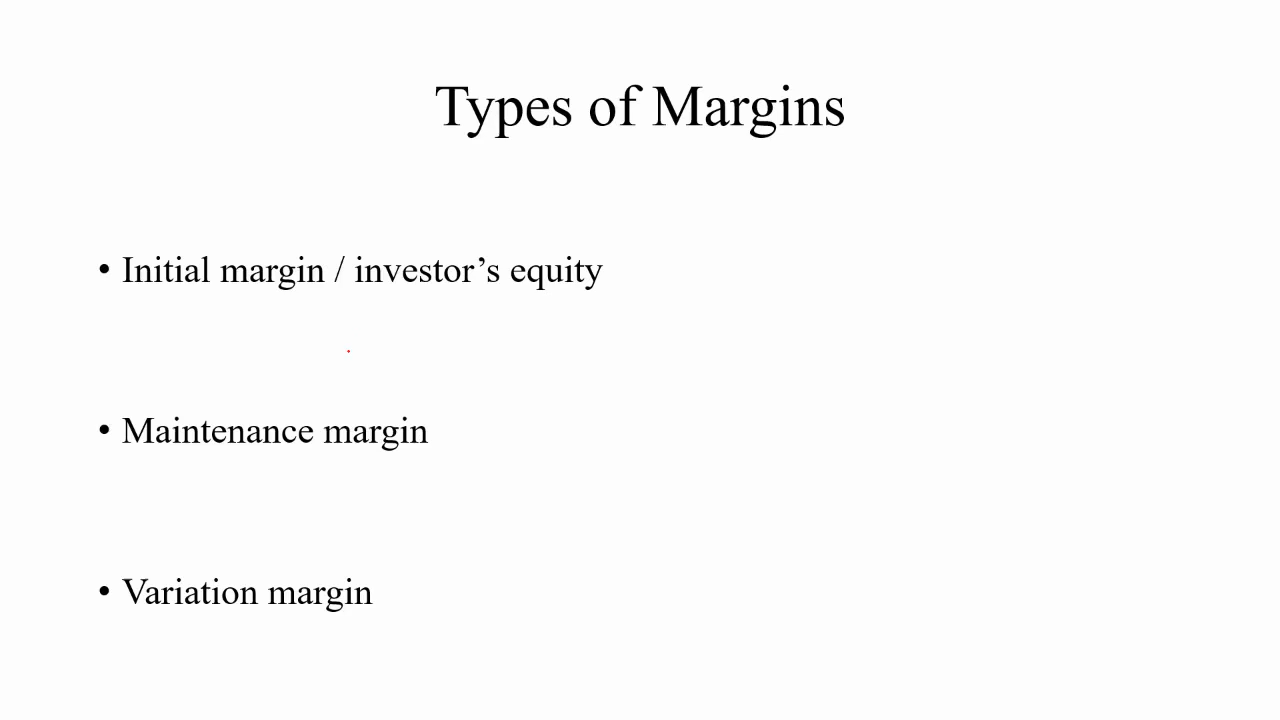 Types of Margins
• Initial margin / investor’s equity
• Maintenance margin
• Variation margin